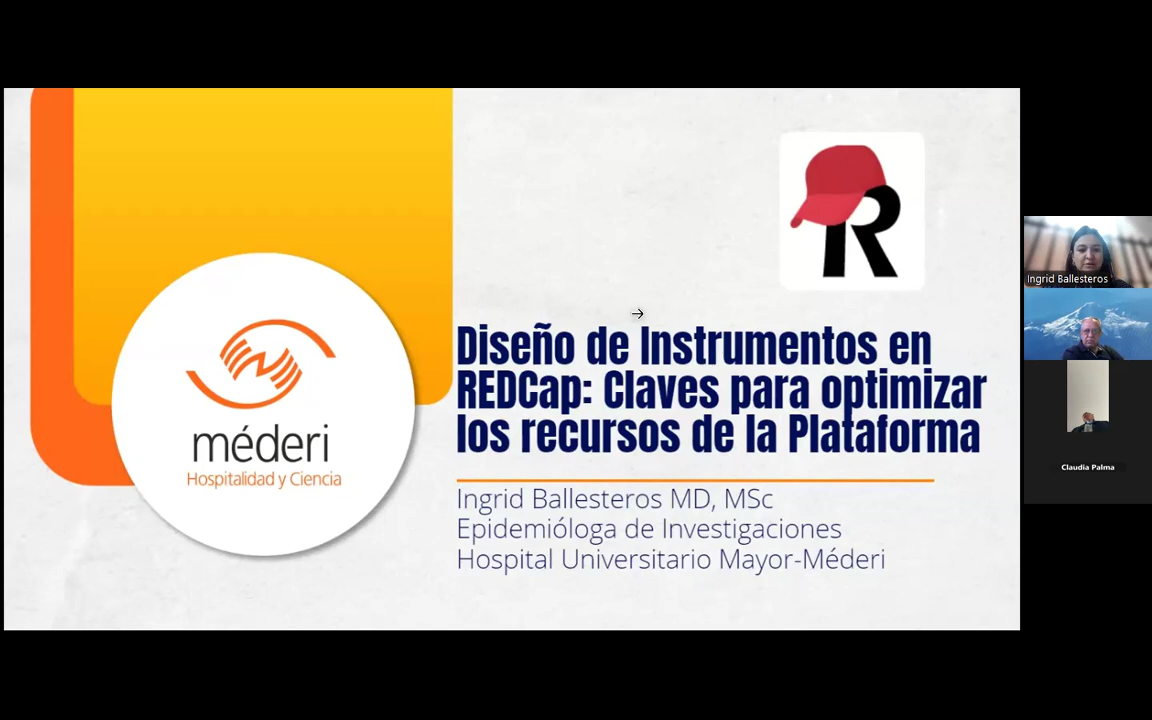 Diseño de Instrumentos en
REDCap: Claves para optimizar
los recursos de la Plataforma
Ingrid Ballesteros MD, MSc
Epidemióloga de Investigaciones
Hospital Universitario Mayor-Méderi
méderi
Hospitalidad y Ciencia
R
Ingrid Ballesteros
Claudia Palma